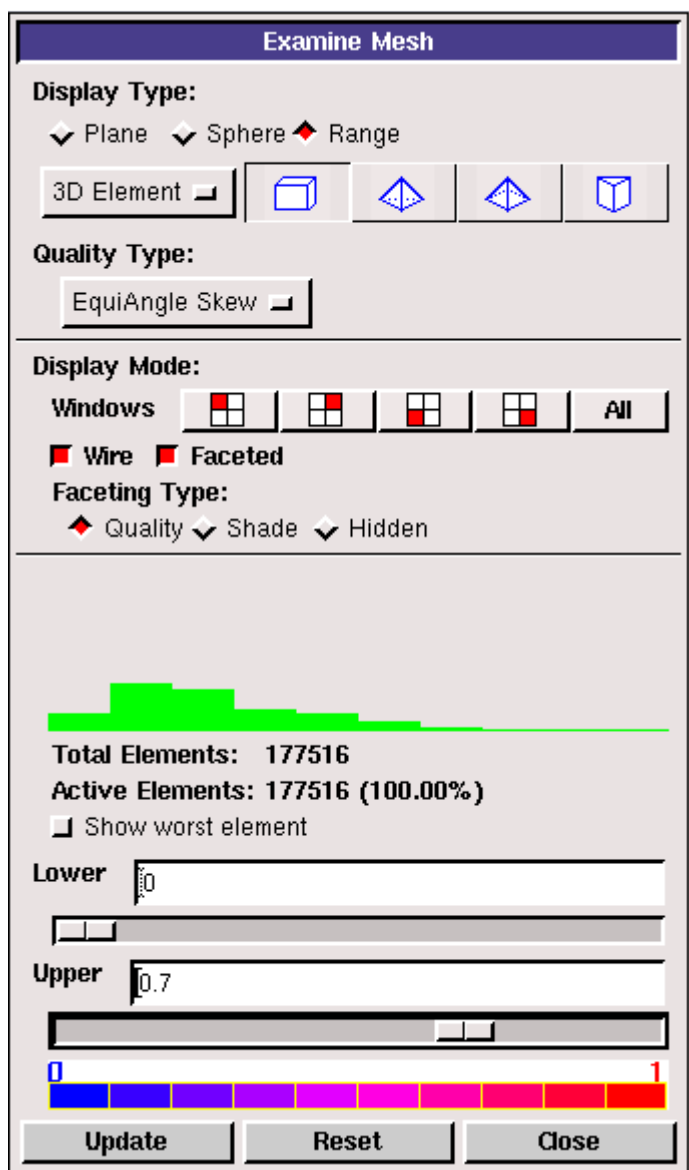 Examine Mesh
Display Type:
Plane Sphere Range
3D Element
Quality Type:
EquiAngle Skew
Display Mode:
Windows All
Wire Faceted
Faceting Type:
Quality Shade Hidden
Total Elements: 177516
Active Elements: 177516 (100.00%)
Show worst element
Lower 0
Upper 0.7
0 1
Update Reset Close